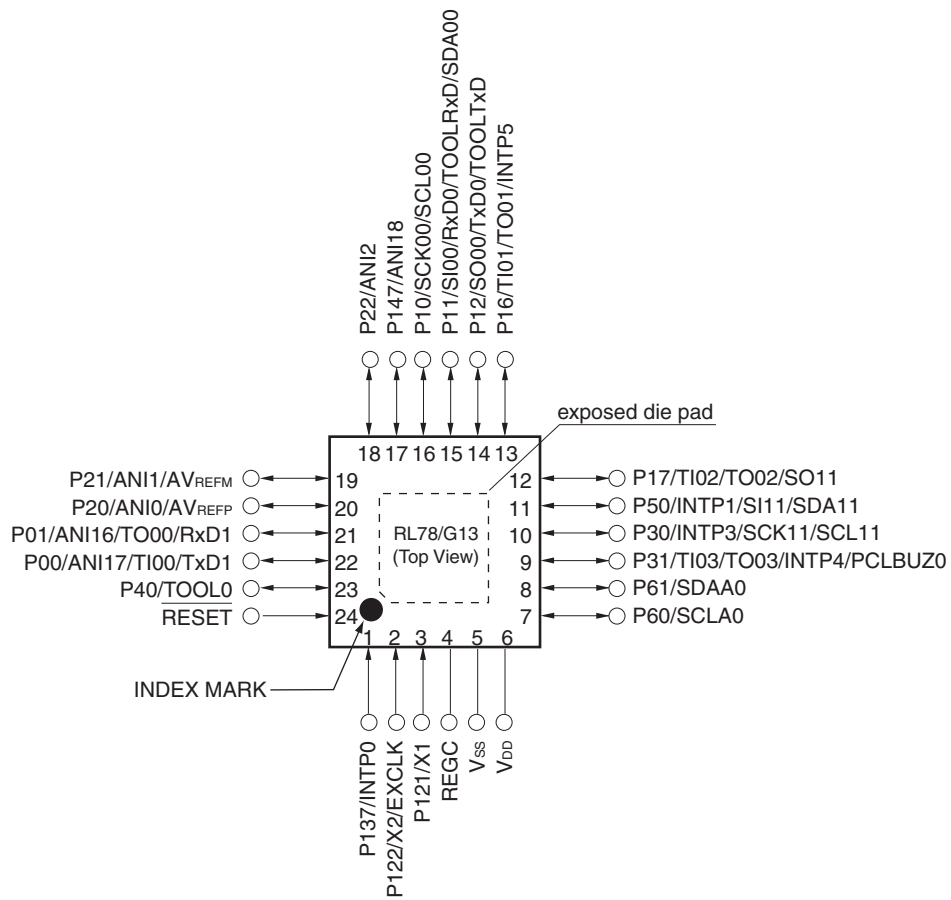 P22/ANI2
P147/ANI18
P10/SCK00/SCL00
P11/SI00/RxD0/TOOLRxD/SDA00
P12/SO00/TxD0/TOOLTxD
P16/TI01/TO01/INTP5
exposed die pad
18 17 16 15 14 13
P21/ANI1/AVREFM 19
P20/ANI0/AVREFP 20
P01/ANI16/TO00/RxD1 21
P00/ANI17/TI00/TxD1 22
P40/TOOL0 23
RESET 24
RL78/G13
(Top View)
12 P17/TI02/TO02/SO11
11 P50/INTP1/SI11/SDA11
10 P30/INTP3/SCK11/SCL11
9 P31/TI03/TO03/INTP4/PCLBUZ0
8 P61/SDAA0
7 P60/SCLA0
1 2 3 4 5 6
INDEX MARK
P137/INTP0
P122/X2/EXCLK
P121/X1
REGC
VSS
VDD